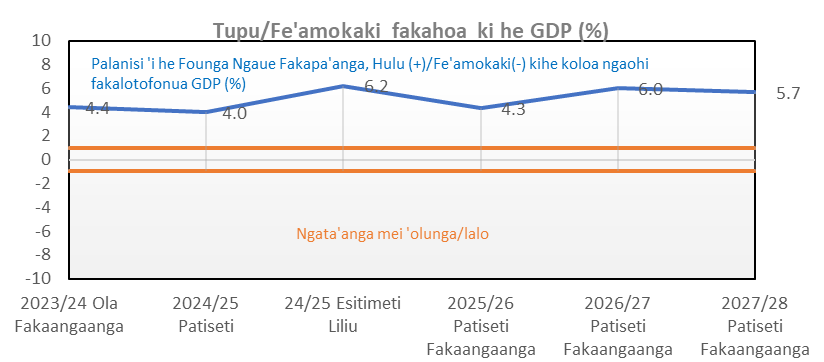 Tupu/Fe'amokaki fakahoa ki he GDP (%)
10
8
6
4
2
0
-2
-4
-6
-8
-10
Palanisi 'i he Founga Ngaue Fakapa'anga, Hulu (+)/Fe'amokaki(-) kihe koloa ngaohi
fakalotofonua GDP (%)
4.4
4.0
6.2
4.3
6.0
5.7
Ngata'anga mei 'olunga/lalo
2023/24 Ola
Fakaangaanga
2024/25
Patiseti
24/25 Esitimeti
Liliu
2025/26
Patiseti
Fakaangaanga
2026/27
Patiseti
Fakaangaanga
2027/28
Patiseti
Fakaangaanga